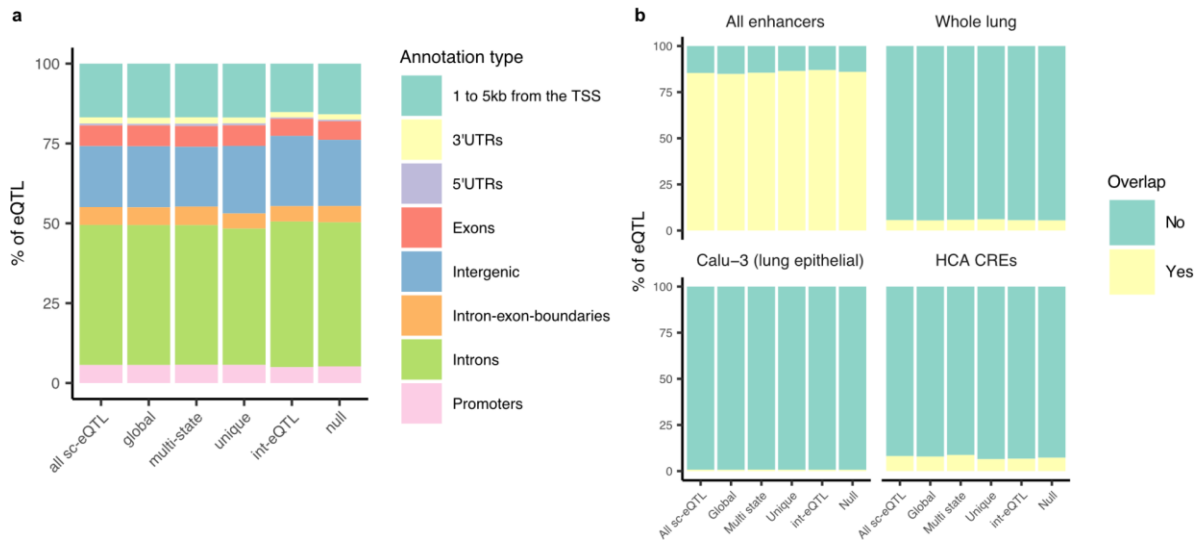 a
100
75
50
25
0
% of eQTL
all sc-eQTL
global
multi-state
unique
int-eQTL
null
Annotation type
1 to 5kb from the TSS
3'UTRs
5'UTRs
Exons
Intergenic
Intron-exon-boundaries
Introns
Promoters
b
All enhancers
Whole lung
100
75
50
25
0
% of eQTL
Calu-3 (lung epithelial)
HCA CREs
100
75
50
25
0
All sc-eQTL
Global
Multi state
Unique
int-eQTL
Null
All sc-eQTL
Global
Multi state
Unique
int-eQTL
Null
Overlap
No
Yes